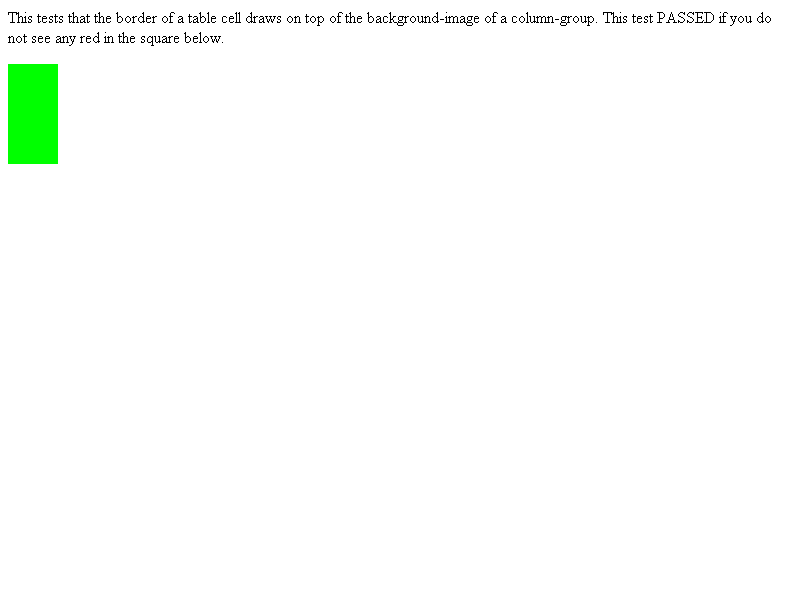 This tests that the border of a table cell draws on top of the background-image of a column-group. This test PASSED if you do
not see any red in the square below.